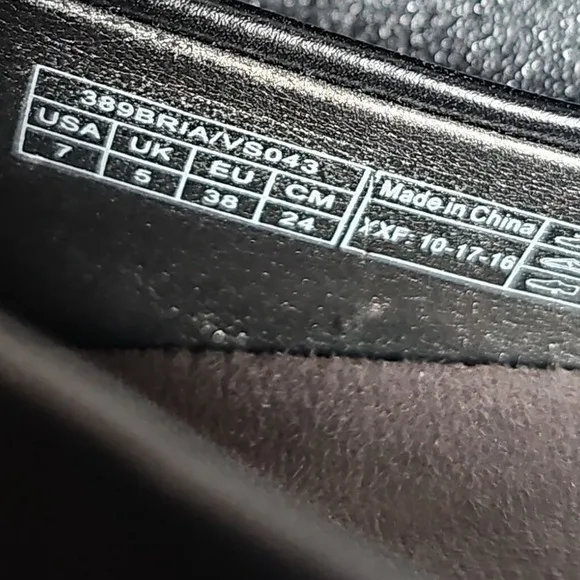 389BRIA/VS043
USA UK EU CM
7 5 38 24
Made in China
XXF: 10-17-16